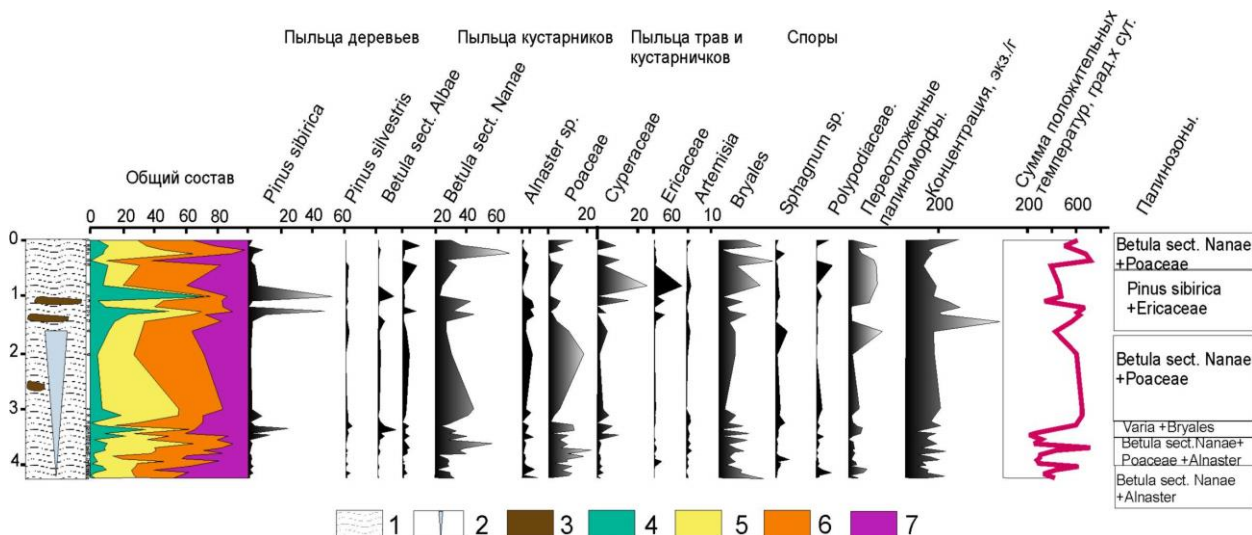 Пыльца деревьев
Пыльца кустарников
Пыльца трав и
кустарничков
Споры
Общий состав
Pinus sibirica
Pinus silvestris
Betula sect. Albae
Betula sect. Nanae
Alnaster sp.
Poaceae
Cyperaceae
Ericaceae
Artemisia
Bryales
Sphagnum sp.
Polypodiaceae.
Переотложенные
палиноморфы.
Концентрация, экз./г
Сумма положительных
температур, град.х сут.
Палинозоны.
0 20 40 60 80 100 20 40 60 20 40 60 20 20 60 10 200 200 600
0
1
2
3
4
Betula sect. Nanae
+Poaceae
Pinus sibirica
+Ericaceae
Betula sect. Nanae
+Poaceae
Varia +Bryales
Betula sect.Nanae+
Poaceae +Alnaster
Betula sect. Nanae
+Alnaster
1 2 3 4 5 6 7